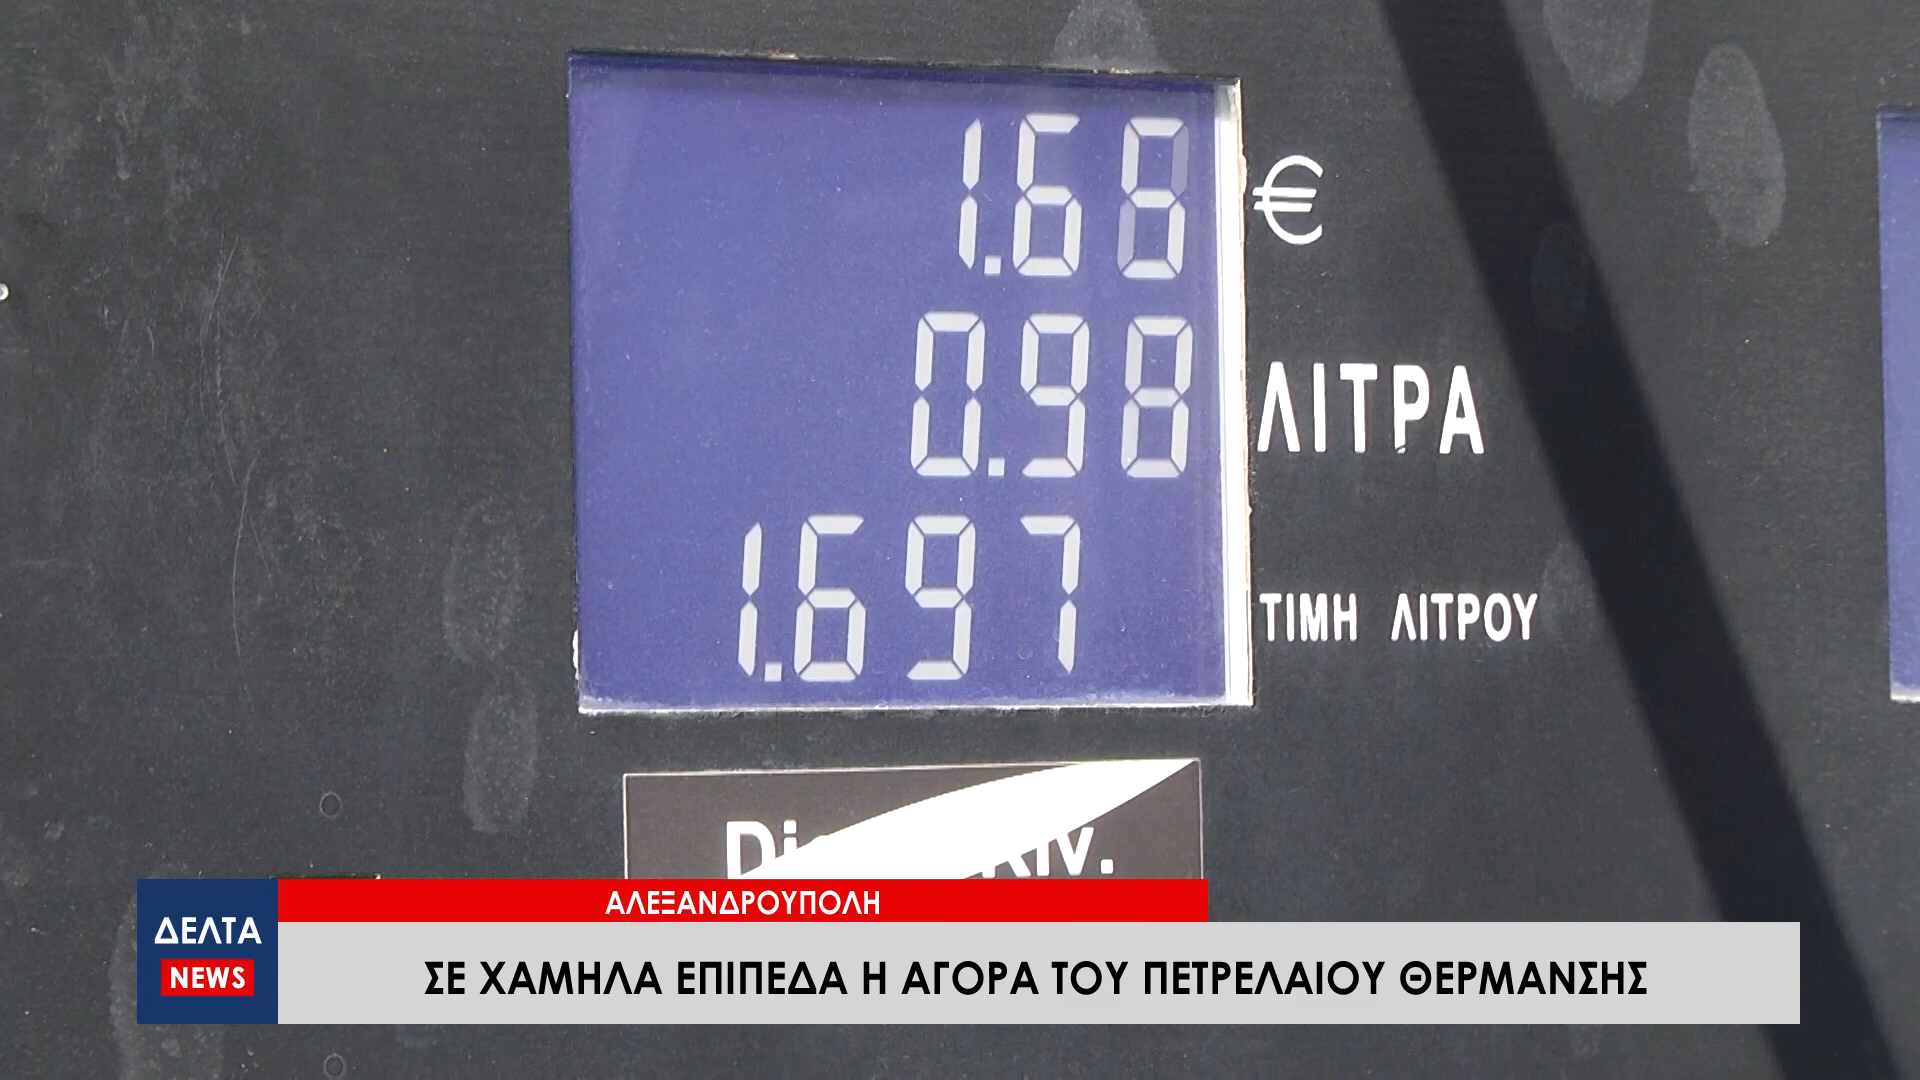 1.68 €
0.98 ΛΙΤΡΑ
1.697 ΤΙΜΗ ΛΙΤΡΟΥ
ΑΛΕΞΑΝΔΡΟΥΠΟΛΗ
ΔΕΛΤΑ
NEWS
ΣΕ ΧΑΜΗΛΑ ΕΠΙΠΕΔΑ Η ΑΓΟΡΑ ΤΟΥ ΠΕΤΡΕΛΑΙΟΥ ΘΕΡΜΑΝΣΗΣ